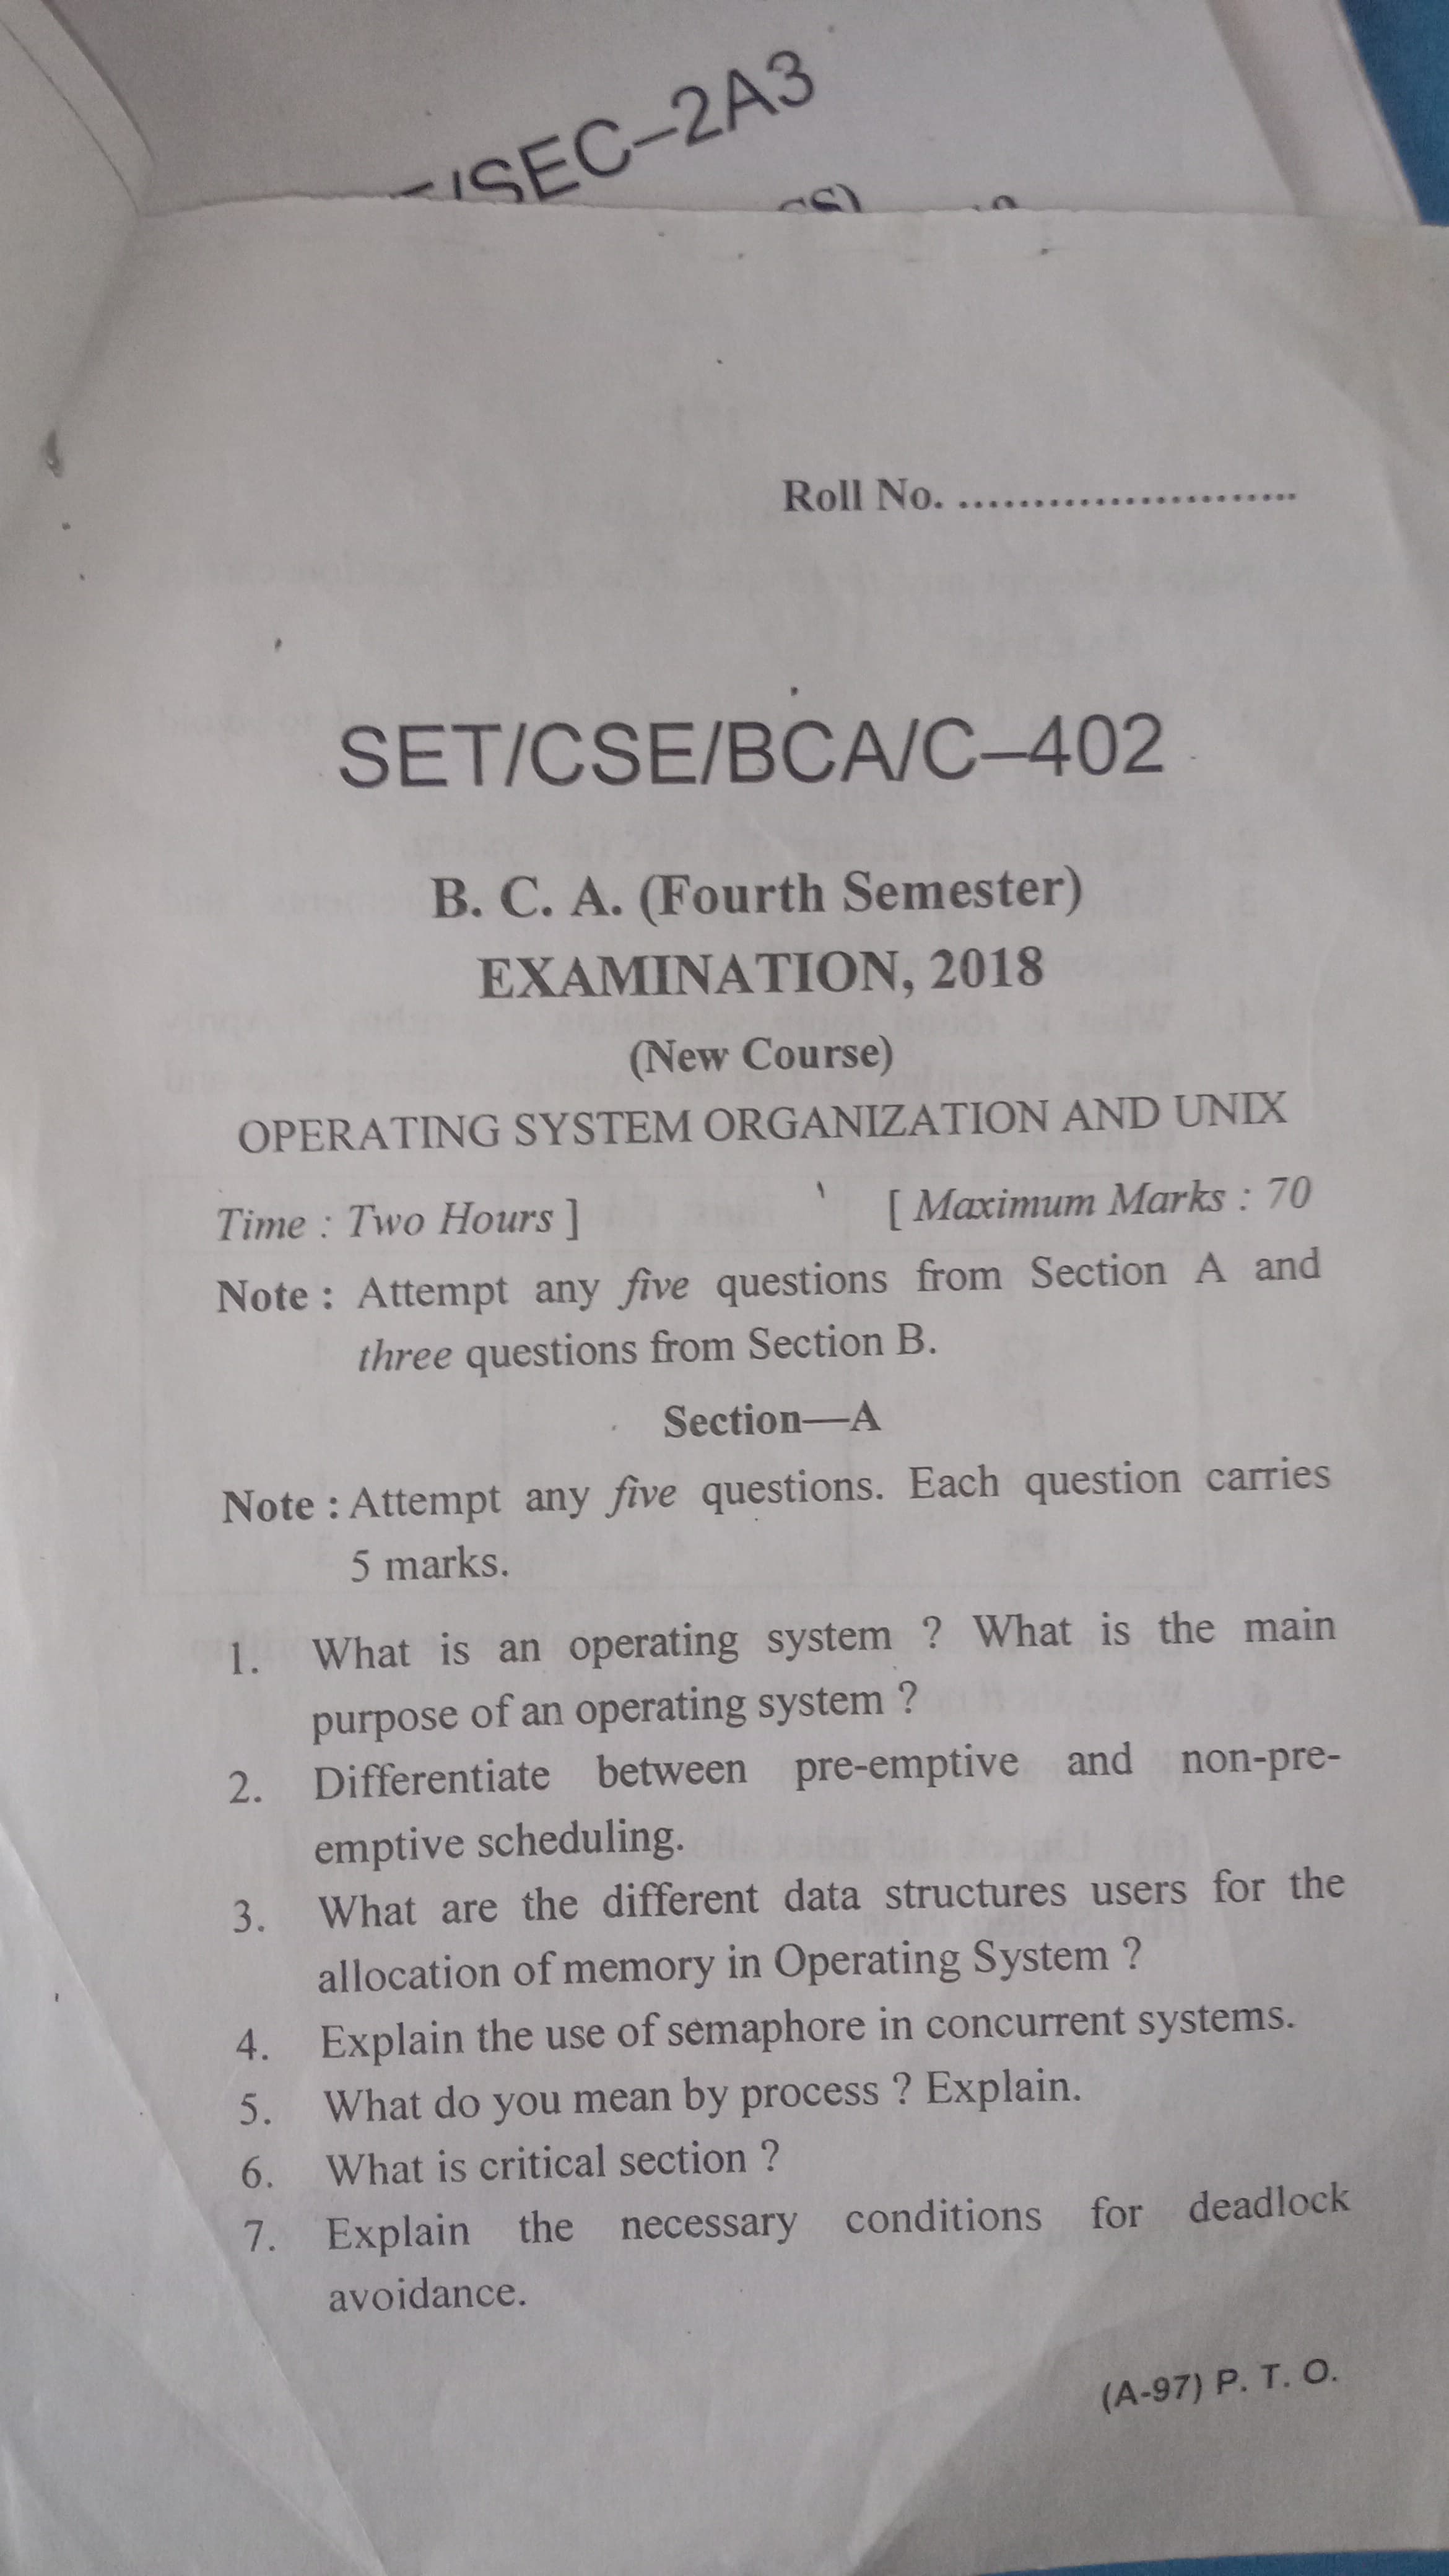 /SEC–2A3
Roll No. ..........................
SET/CSE/BCA/C–402
B. C. A. (Fourth Semester)
EXAMINATION, 2018
(New Course)
OPERATING SYSTEM ORGANIZATION AND UNIX
Time : Two Hours ] [ Maximum Marks : 70
Note : Attempt any five questions from Section A and
three questions from Section B.
Section—A
Note : Attempt any five questions. Each question carries
5 marks.
1. What is an operating system ? What is the main
purpose of an operating system ?
2. Differentiate between pre-emptive and non-pre-
emptive scheduling.
3. What are the different data structures users for the
allocation of memory in Operating System ?
4. Explain the use of semaphore in concurrent systems.
5. What do you mean by process ? Explain.
6. What is critical section ?
7. Explain the necessary conditions for deadlock
avoidance.
(A-97) P. T. O.